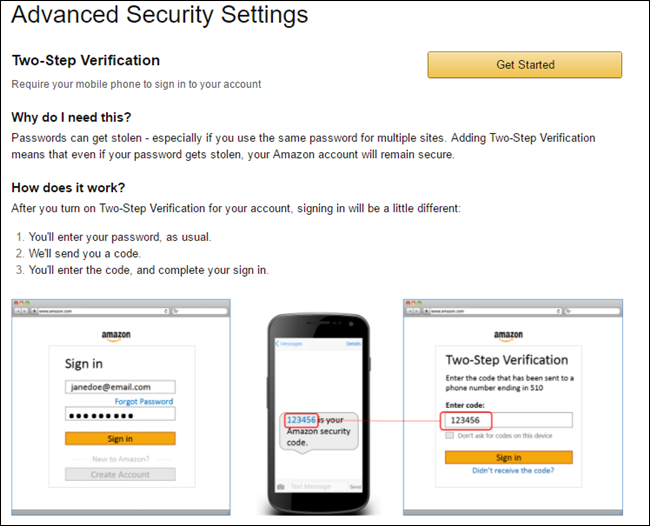 Advanced Security Settings
Two-Step Verification
Get Started
Require your mobile phone to sign in to your account
Why do I need this?
Passwords can get stolen - especially if you use the same password for multiple sites. Adding Two-Step Verification
means that even if your password gets stolen, your Amazon account will remain secure.
How does it work?
After you turn on Two-Step Verification for your account, signing in will be a little different:
1. You'll enter your password, as usual.
2. We'll send you a code.
3. You'll enter the code, and complete your sign in.
www.amazon.com
amazon
Sign in
janedoe@email.com
Forgot Password
Sign in
New to Amazon?
Create Account
Messages
Details
123456 is your
Amazon security
code.
Text Message
Send
www.amazon.com
amazon
Two-Step Verification
Enter the code that has been sent to a
phone number ending in 510
Enter code:
123456
Don't ask for codes on this device
Sign in
Didn't receive the code?